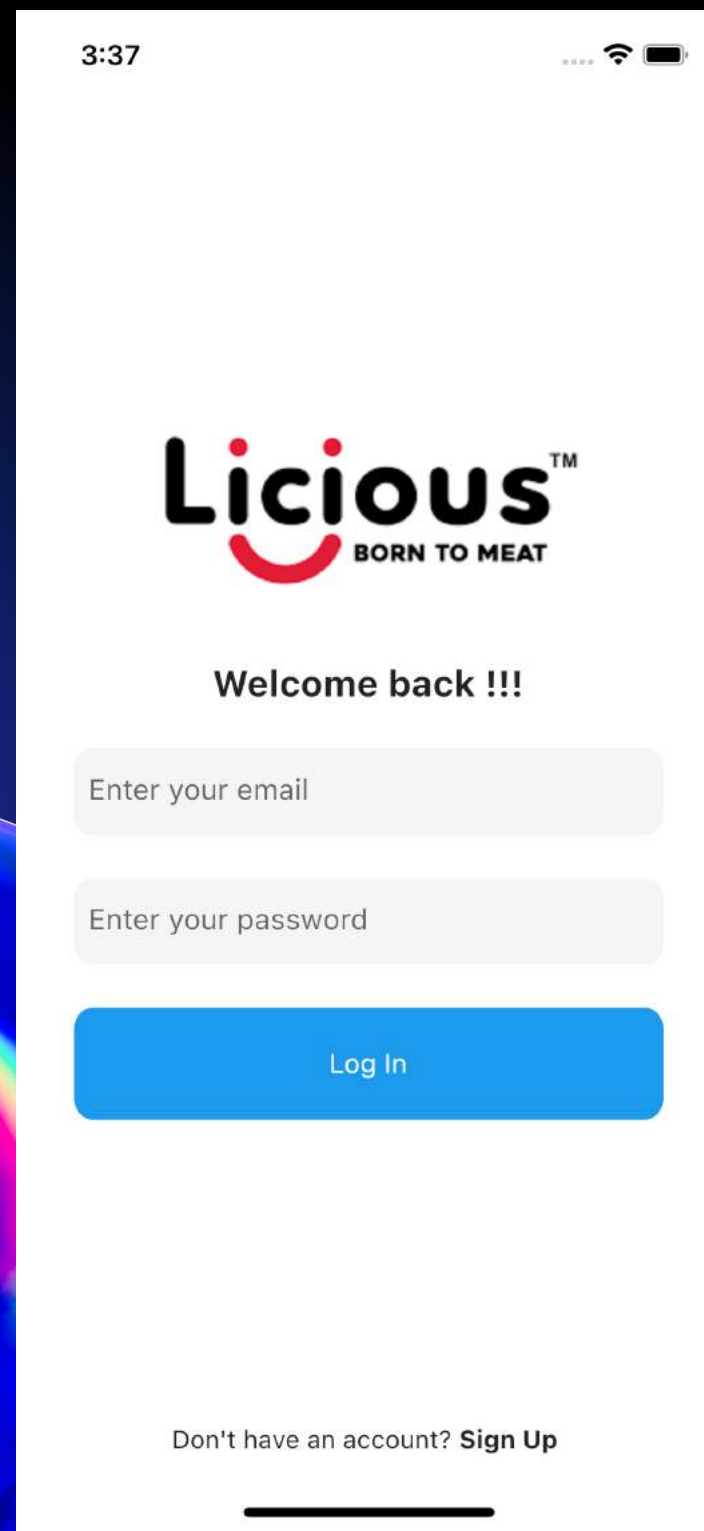 3:37
Licious™
BORN TO MEAT
Welcome back !!!
Enter your email
Enter your password
Log In
Don't have an account? Sign Up